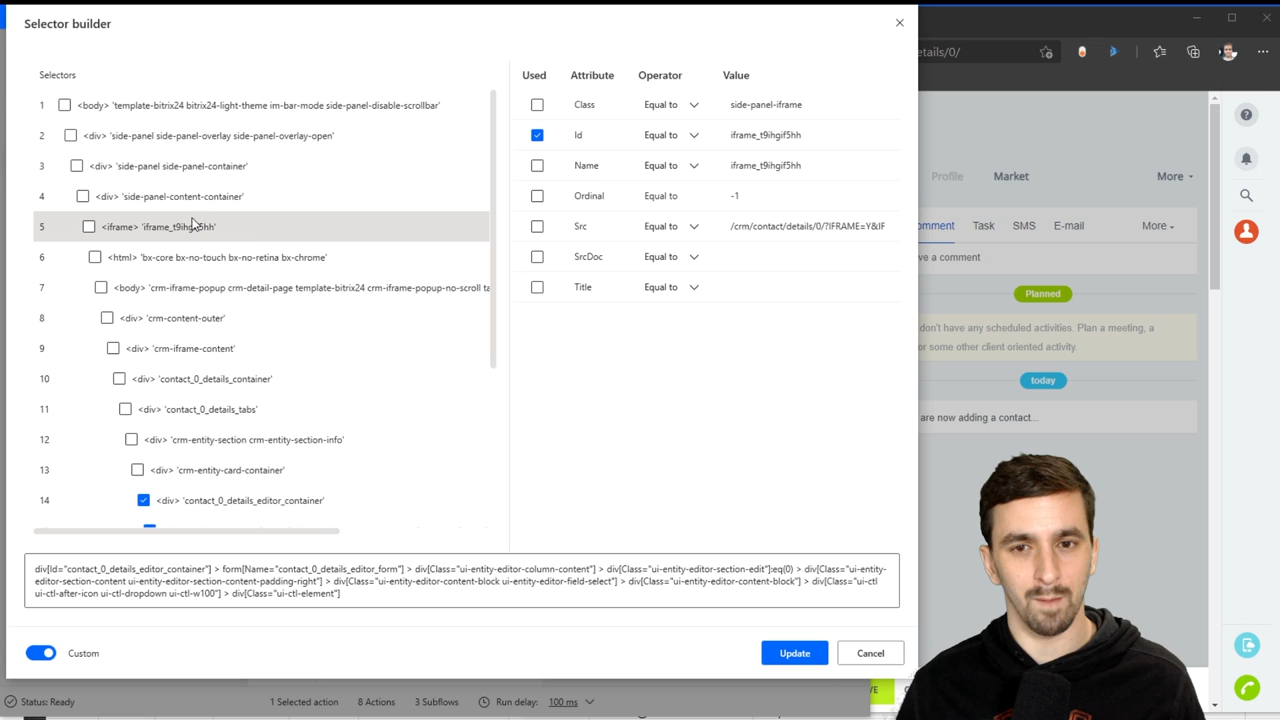 Selector builder
Selectors
1 <body> 'template-bitrix24 bitrix24-light-theme im-bar-mode side-panel-disable-scrollbar'
2 <div> 'side-panel side-panel-overlay side-panel-overlay-open'
3 <div> 'side-panel side-panel-container'
4 <div> 'side-panel-content-container'
5 <iframe> 'iframe_t9ihgif5hh'
6 <html> 'bx-core bx-no-touch bx-no-retina bx-chrome'
7 <body> 'crm-iframe-popup crm-detail-page template-bitrix24 crm-iframe-popup-no-scroll ta
8 <div> 'crm-content-outer'
9 <div> 'crm-iframe-content'
10 <div> 'contact_0_details_container'
11 <div> 'contact_0_details_tabs'
12 <div> 'crm-entity-section crm-entity-section-info'
13 <div> 'crm-entity-card-container'
14 <div> 'contact_0_details_editor_container'
Used Attribute Operator Value
Class Equal to side-panel-iframe
Id Equal to iframe_t9ihgif5hh
Name Equal to iframe_t9ihgif5hh
Ordinal Equal to -1
Src Equal to /crm/contact/details/0/?IFRAME=Y&IF
SrcDoc Equal to
Title Equal to
div[Id="contact_0_details_editor_container"] > form[Name="contact_0_details_editor_form"] > div[Class="ui-entity-editor-column-content"] > div[Class="ui-entity-editor-section-edit"]:eq(0) > div[Class="ui-entity-
editor-section-content ui-entity-editor-section-content-padding-right"] > div[Class="ui-entity-editor-content-block ui-entity-editor-field-select"] > div[Class="ui-entity-editor-content-block"] > div[Class="ui-ctl
ui-ctl-after-icon ui-ctl-dropdown ui-ctl-w100"] > div[Class="ui-ctl-element"]
Custom
Update
Cancel
Status: Ready
1 Selected action
8 Actions
3 Subflows
Run delay: 100 ms
etails/0/
Profile
Market
More
omment
Task
SMS
E-mail
More
ve a comment
Planned
don't have any scheduled activities. Plan a meeting, a
or some other client oriented activity.
today
are now adding a contact...
VE